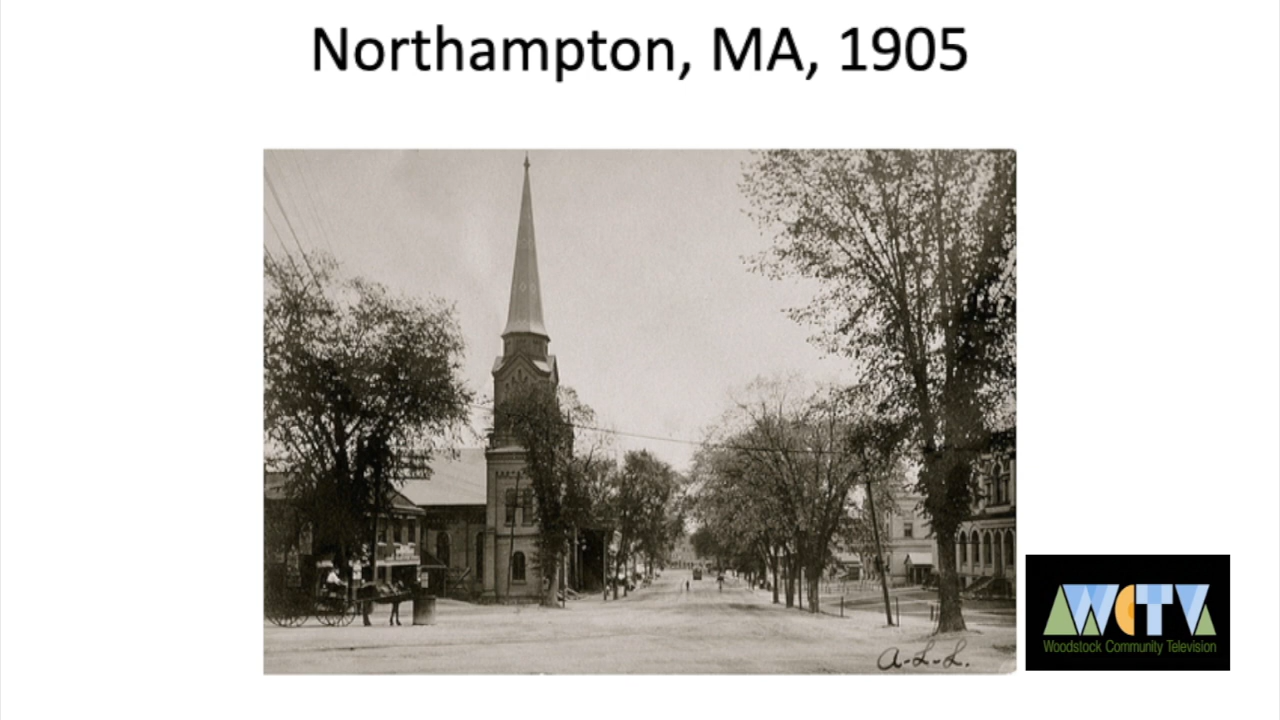 Northampton, MA, 1905
a.L.L.
WCTV
Woodstock Community Television